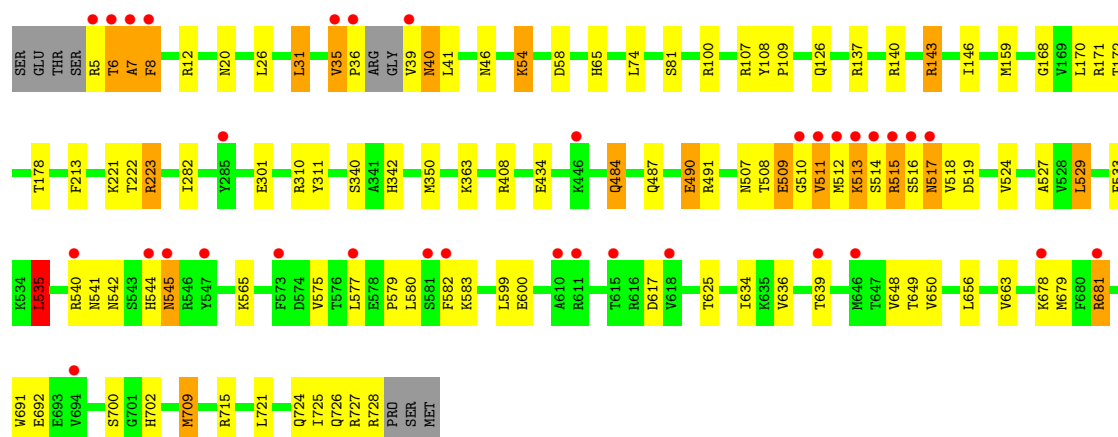 SER GLU THR SER R5 T6 A7 F8 R12 N20 L26 L31 V35 P36 ARG GLY V39 N40 L41 N46 K54 D58 H65 L74 S81 R100 R107 Y108 P109 Q126 R137 R140 R143 I146 M159 G168 V169 L170 R171 T172
T178 F213 K221 T222 R223 I282 Y285 E301 R310 Y311 S340 A341 H342 M350 K363 R408 E434 K446 Q484 Q487 E490 R491 N507 T508 E509 G510 V511 M512 K513 S514 R515 S516 N517 V518 D519 V524 A527 V528 L529 E533
K534 L535 R540 N541 N542 S543 H544 N545 R546 Y547 K565 F573 D574 V575 T576 L577 E578 P579 L580 S581 F582 K583 L599 E600 A610 R611 T615 R616 D617 V618 T625 I634 K635 V636 T639 M646 T647 V648 T649 V650 L656 V663 K678 M679 F680 R681
W691 E692 E693 V694 S700 G701 H702 M709 R715 L721 Q724 I725 Q726 R727 R728 PRO SER MET